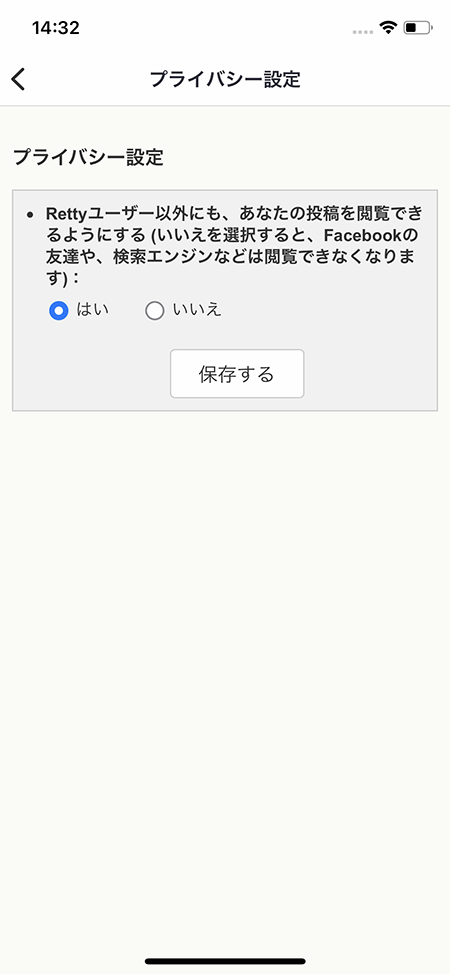 14:32
プライバシー設定
プライバシー設定
• Rettyユーザー以外にも、あなたの投稿を閲覧でき
るようにする (いいえを選択すると、Facebookの
友達や、検索エンジンなどは閲覧できなくなりま
す)：
はい いいえ
保存する